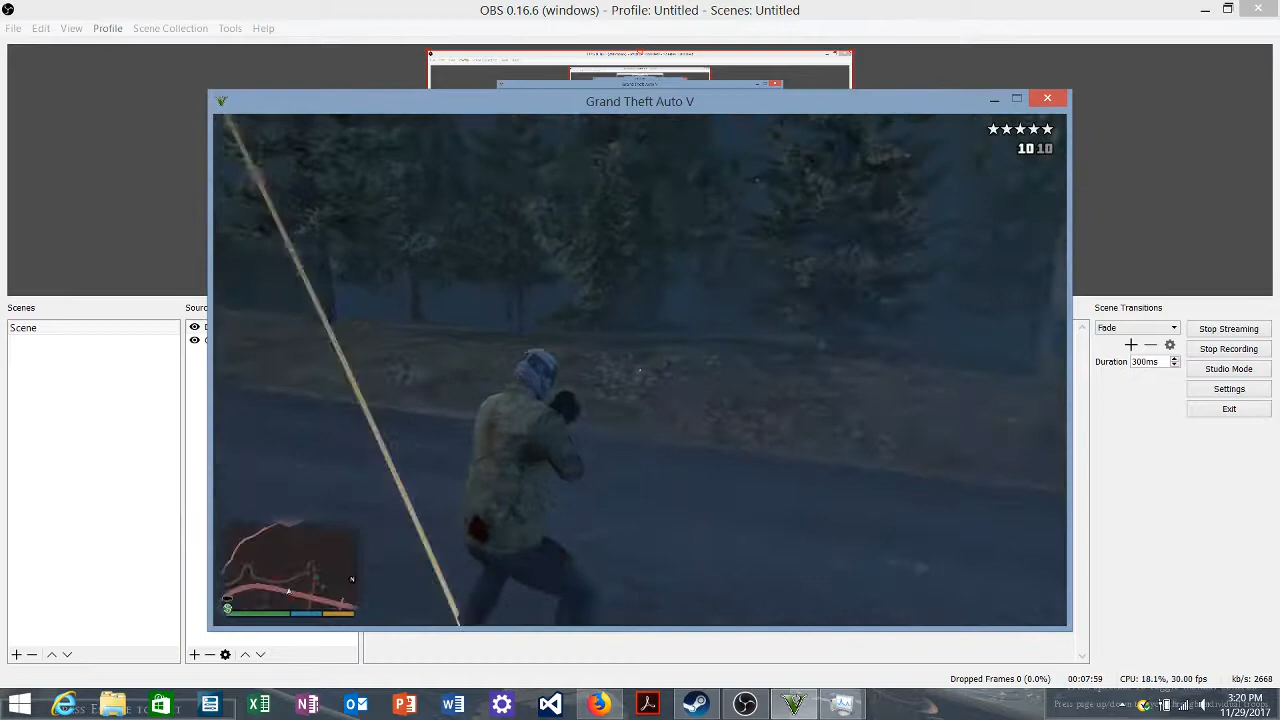 OBS 0.16.6 (windows) - Profile: Untitled - Scenes: Untitled
File Edit View Profile Scene Collection Tools Help
Grand Theft Auto V
10 10
Scenes
Scene
Scene Transitions
Fade
Duration 300ms
Stop Streaming
Stop Recording
Studio Mode
Settings
Exit
N
Dropped Frames 0 (0.0%) 00:07:59 CPU: 18.1%, 30.00 fps kb/s: 2668
3:20 PM
11/29/2017